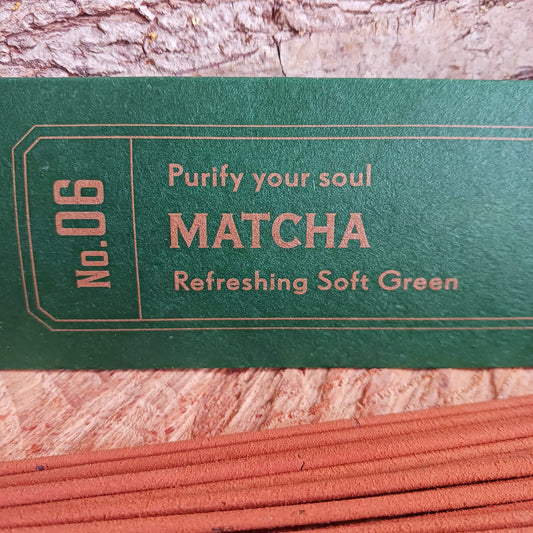 No.06
Purify your soul
MATCHA
Refreshing Soft Green